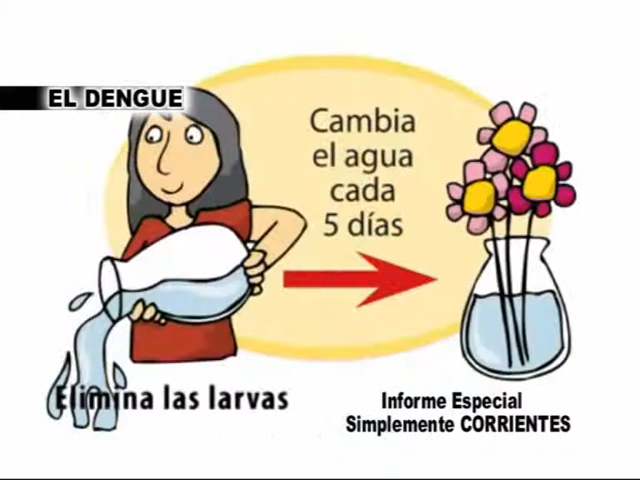 EL DENGUE
Cambia
el agua
cada
5 días
Elimina las larvas
Informe Especial
Simplemente CORRIENTES